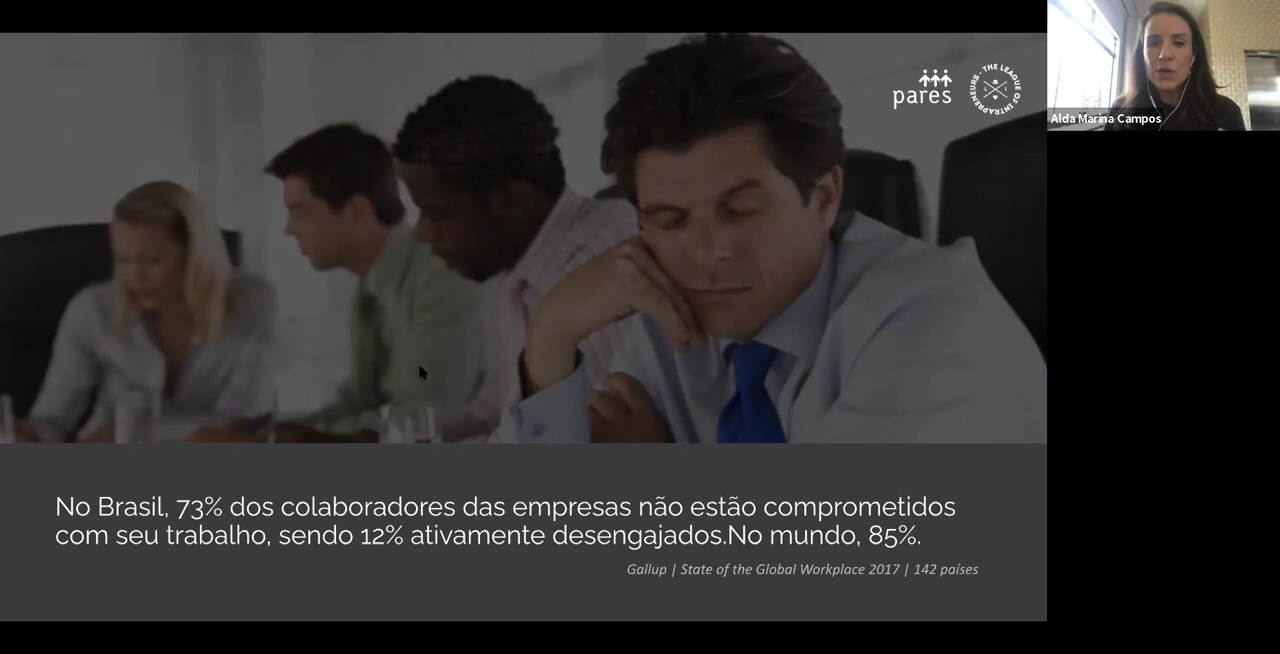 pares
THE LEAGUE OF INTRAPRENEURS
Alda Marina Campos
No Brasil, 73% dos colaboradores das empresas não estão comprometidos
com seu trabalho, sendo 12% ativamente desengajados.No mundo, 85%.
Gallup | State of the Global Workplace 2017 | 142 países